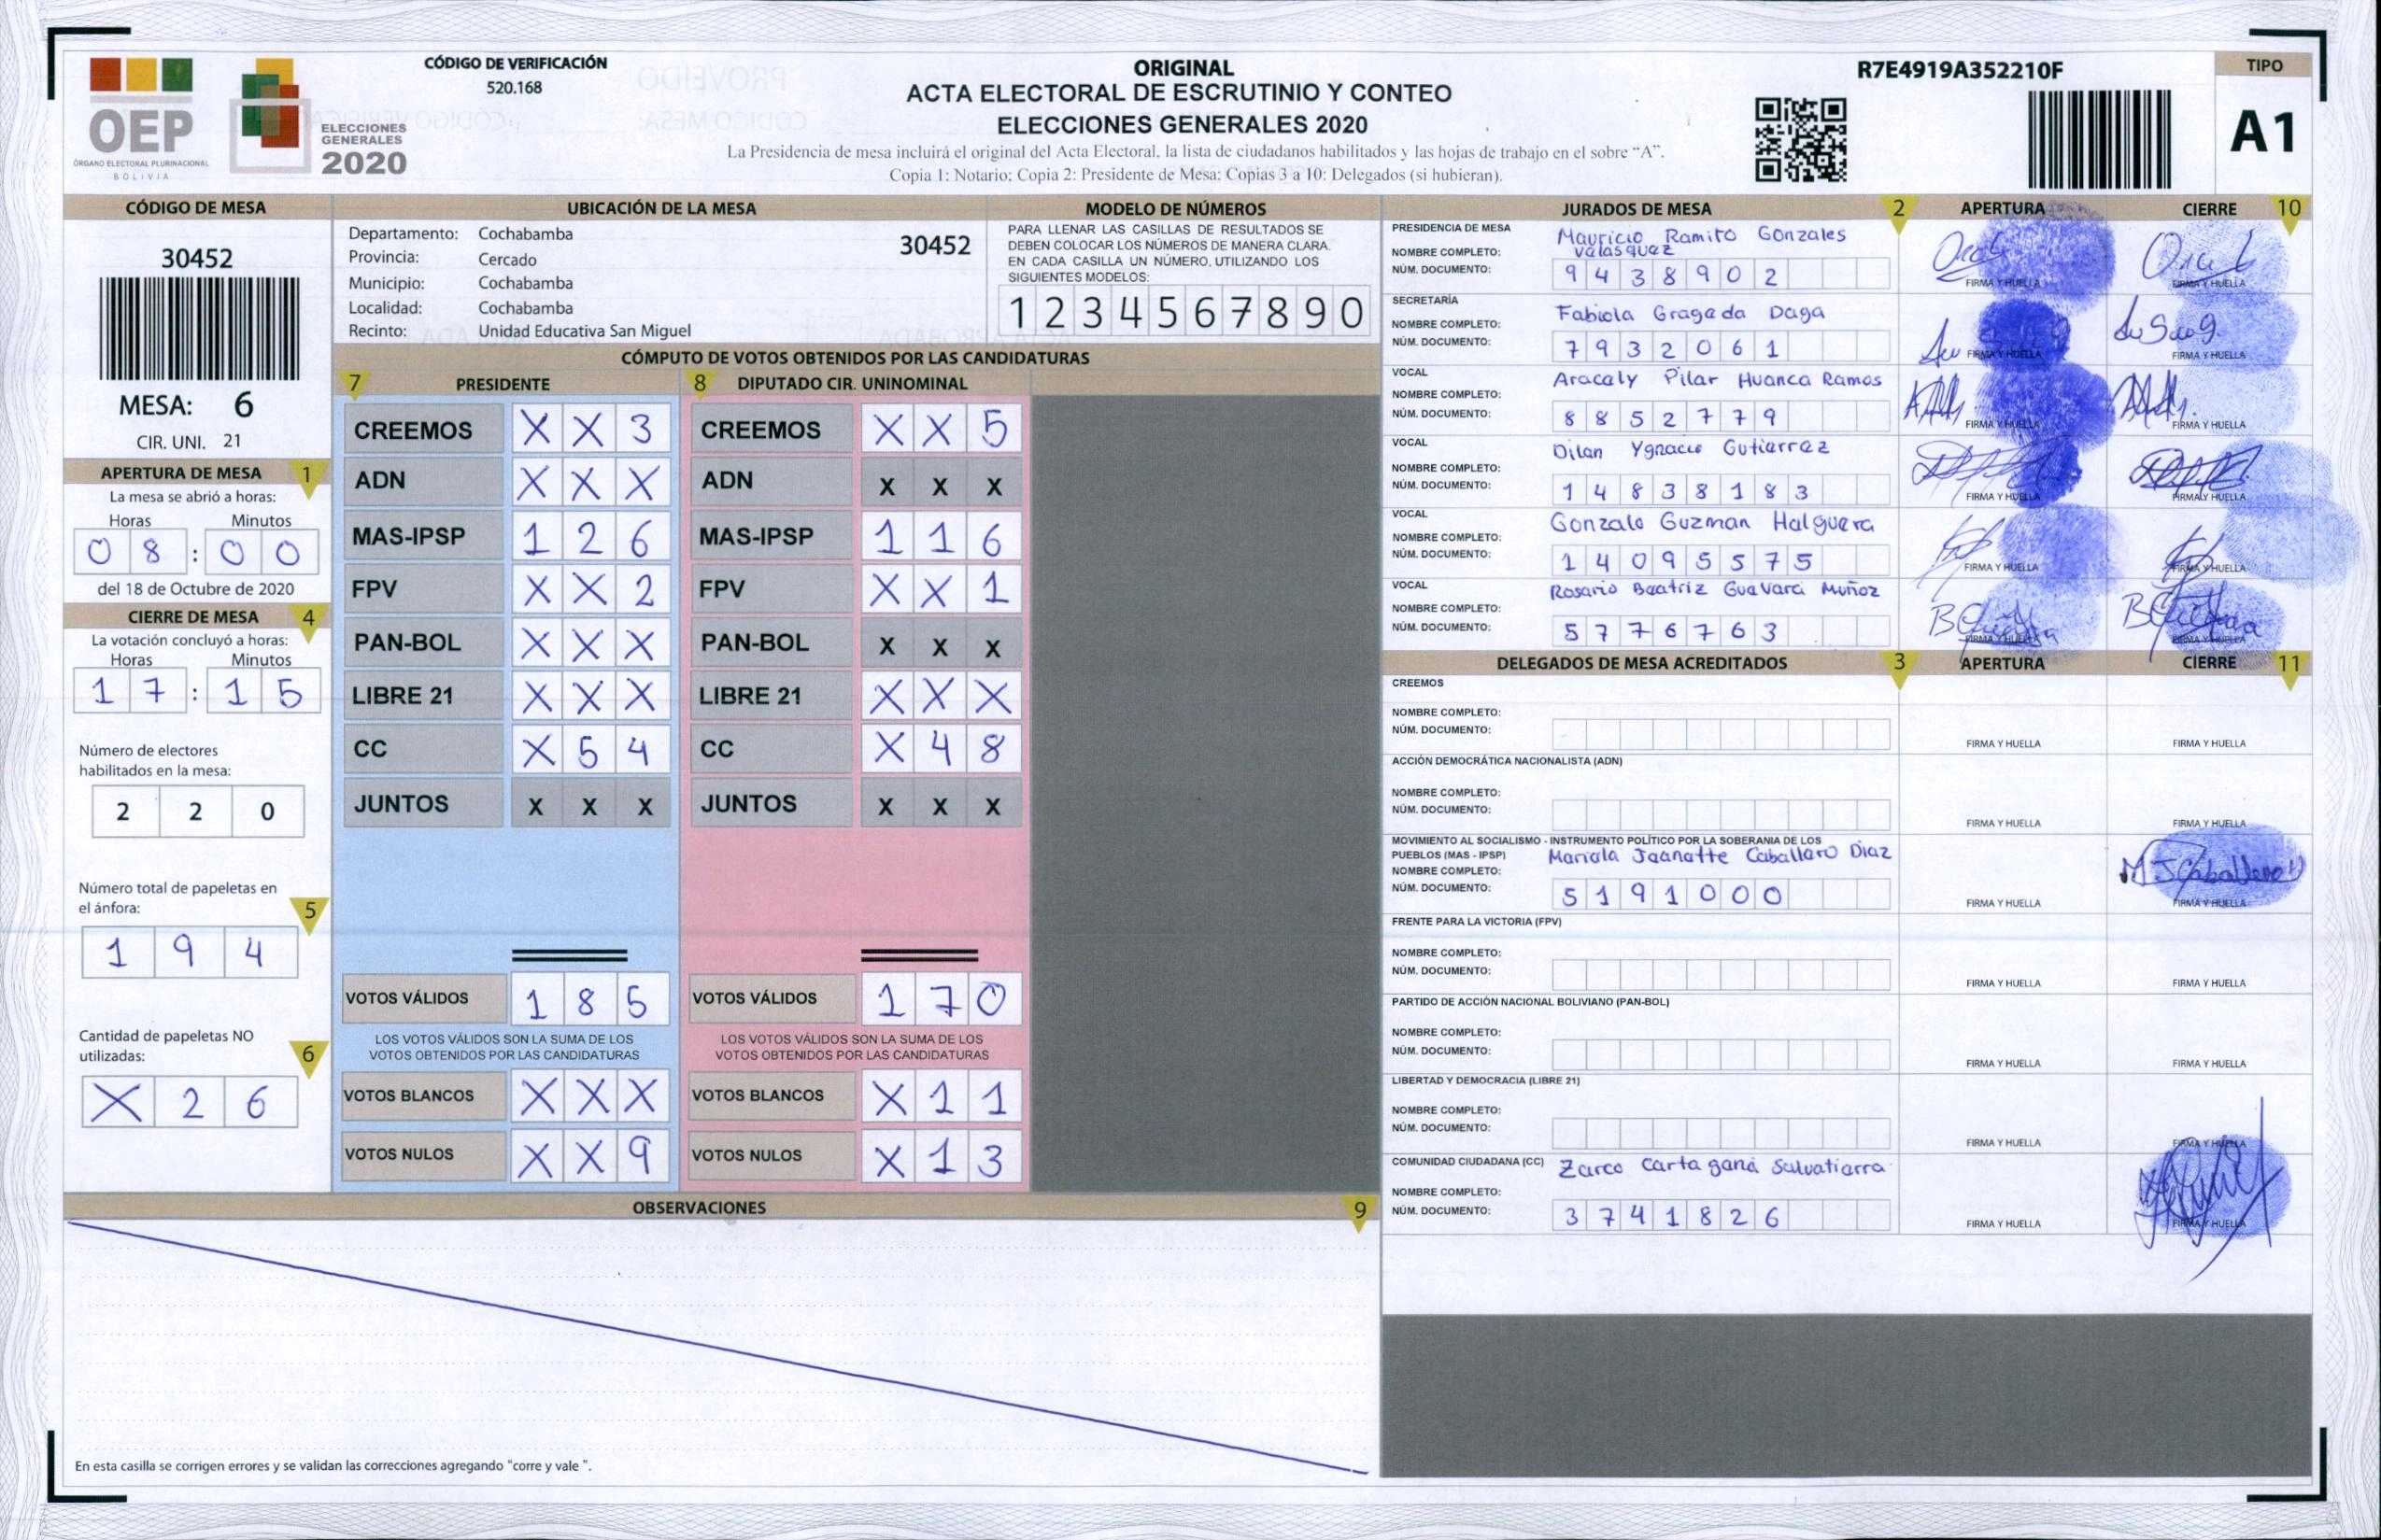 CÓDIGO DE VERIFICACIÓN
520.168
OEP
ÓRGANO ELECTORAL PLURINACIONAL
BOLIVIA
ELECCIONES
GENERALES
2020
ORIGINAL
ACTA ELECTORAL DE ESCRUTINIO Y CONTEO
ELECCIONES GENERALES 2020
La Presidencia de mesa incluirá el original del Acta Electoral, la lista de ciudadanos habilitados y las hojas de trabajo en el sobre “A”.
Copia 1: Notario; Copia 2: Presidente de Mesa; Copias 3 a 10: Delegados (si hubieran).
R7E4919A352210F
TIPO
A1
CÓDIGO DE MESA
30452
MESA: 6
CIR. UNI. 21
APERTURA DE MESA 1
La mesa se abrió a horas:
Horas Minutos
0 8 : 0 0
del 18 de Octubre de 2020
CIERRE DE MESA 4
La votación concluyó a horas:
Horas Minutos
1 7 : 1 5
Número de electores
habilitados en la mesa:
2 2 0
Número total de papeletas en
el ánfora: 5
1 9 4
Cantidad de papeletas NO
utilizadas: 6
X 2 6
UBICACIÓN DE LA MESA
Departamento: Cochabamba 30452
Provincia: Cercado
Municipio: Cochabamba
Localidad: Cochabamba
Recinto: Unidad Educativa San Miguel
MODELO DE NÚMEROS
PARA LLENAR LAS CASILLAS DE RESULTADOS SE
DEBEN COLOCAR LOS NÚMEROS DE MANERA CLARA.
EN CADA CASILLA UN NÚMERO, UTILIZANDO LOS
SIGUIENTES MODELOS:
1 2 3 4 5 6 7 8 9 0
CÓMPUTO DE VOTOS OBTENIDOS POR LAS CANDIDATURAS
7 PRESIDENTE 8 DIPUTADO CIR. UNINOMINAL
CREEMOS X X 3 CREEMOS X X 5
ADN X X X ADN X X X
MAS-IPSP 1 2 6 MAS-IPSP 1 1 6
FPV X X 2 FPV X X 1
PAN-BOL X X X PAN-BOL X X X
LIBRE 21 X X X LIBRE 21 X X X
CC X 5 4 CC X 4 8
JUNTOS X X X JUNTOS X X X
VOTOS VÁLIDOS 1 8 5 VOTOS VÁLIDOS 1 7 0
LOS VOTOS VÁLIDOS SON LA SUMA DE LOS LOS VOTOS VÁLIDOS SON LA SUMA DE LOS
VOTOS OBTENIDOS POR LAS CANDIDATURAS VOTOS OBTENIDOS POR LAS CANDIDATURAS
VOTOS BLANCOS X X X VOTOS BLANCOS X 1 1
VOTOS NULOS X X 9 VOTOS NULOS X 1 3
OBSERVACIONES 9
En esta casilla se corrigen errores y se validan las correcciones agregando "corre y vale ".
JURADOS DE MESA 2 APERTURA CIERRE 10
PRESIDENCIA DE MESA Mauricio Ramiro Gonzales
NOMBRE COMPLETO: Velasquez
NÚM. DOCUMENTO: 9 4 3 8 9 0 2 FIRMA Y HUELLA FIRMA Y HUELLA
SECRETARÍA Fabiola Gragada Daga
NOMBRE COMPLETO:
NÚM. DOCUMENTO: 7 9 3 2 0 6 1 FIRMA Y HUELLA FIRMA Y HUELLA
VOCAL Aracaly Pilar Huanca Ramos
NOMBRE COMPLETO:
NÚM. DOCUMENTO: 8 8 5 2 7 7 9 FIRMA Y HUELLA FIRMA Y HUELLA
VOCAL Dilan Ygnacio Gutierrez
NOMBRE COMPLETO:
NÚM. DOCUMENTO: 1 4 8 3 8 1 8 3 FIRMA Y HUELLA FIRMA Y HUELLA
VOCAL Gonzalo Guzman Halguera
NOMBRE COMPLETO:
NÚM. DOCUMENTO: 1 4 0 9 5 5 7 5 FIRMA Y HUELLA FIRMA Y HUELLA
VOCAL Rosario Beatriz Guevara Muñoz
NOMBRE COMPLETO:
NÚM. DOCUMENTO: 5 7 7 6 7 6 3 FIRMA Y HUELLA FIRMA Y HUELLA
DELEGADOS DE MESA ACREDITADOS 3 APERTURA CIERRE 11
CREEMOS
NOMBRE COMPLETO:
NÚM. DOCUMENTO: FIRMA Y HUELLA FIRMA Y HUELLA
ACCIÓN DEMOCRÁTICA NACIONALISTA (ADN)
NOMBRE COMPLETO:
NÚM. DOCUMENTO: FIRMA Y HUELLA FIRMA Y HUELLA
MOVIMIENTO AL SOCIALISMO - INSTRUMENTO POLÍTICO POR LA SOBERANIA DE LOS
PUEBLOS (MAS - IPSP) Mariela Jeanette Caballero Diaz
NOMBRE COMPLETO:
NÚM. DOCUMENTO: 5 1 9 1 0 0 0 FIRMA Y HUELLA FIRMA Y HUELLA
FRENTE PARA LA VICTORIA (FPV)
NOMBRE COMPLETO:
NÚM. DOCUMENTO: FIRMA Y HUELLA FIRMA Y HUELLA
PARTIDO DE ACCIÓN NACIONAL BOLIVIANO (PAN-BOL)
NOMBRE COMPLETO:
NÚM. DOCUMENTO: FIRMA Y HUELLA FIRMA Y HUELLA
LIBERTAD Y DEMOCRACIA (LIBRE 21)
NOMBRE COMPLETO:
NÚM. DOCUMENTO: FIRMA Y HUELLA FIRMA Y HUELLA
COMUNIDAD CIUDADANA (CC) Zarco Cartagena Salvatierra
NOMBRE COMPLETO:
NÚM. DOCUMENTO: 3 7 4 1 8 2 6 FIRMA Y HUELLA FIRMA Y HUELLA